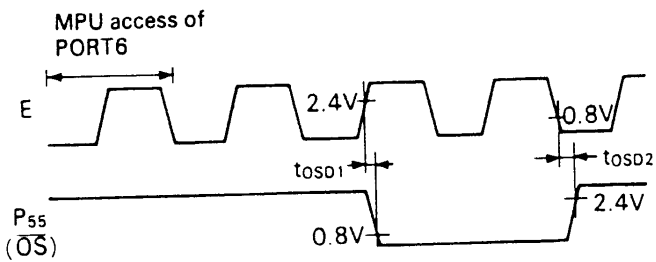 MPU access of
PORT6
E
2.4V
0.8V
tOSD1
tOSD2
P55
(OS)
0.8V
2.4V